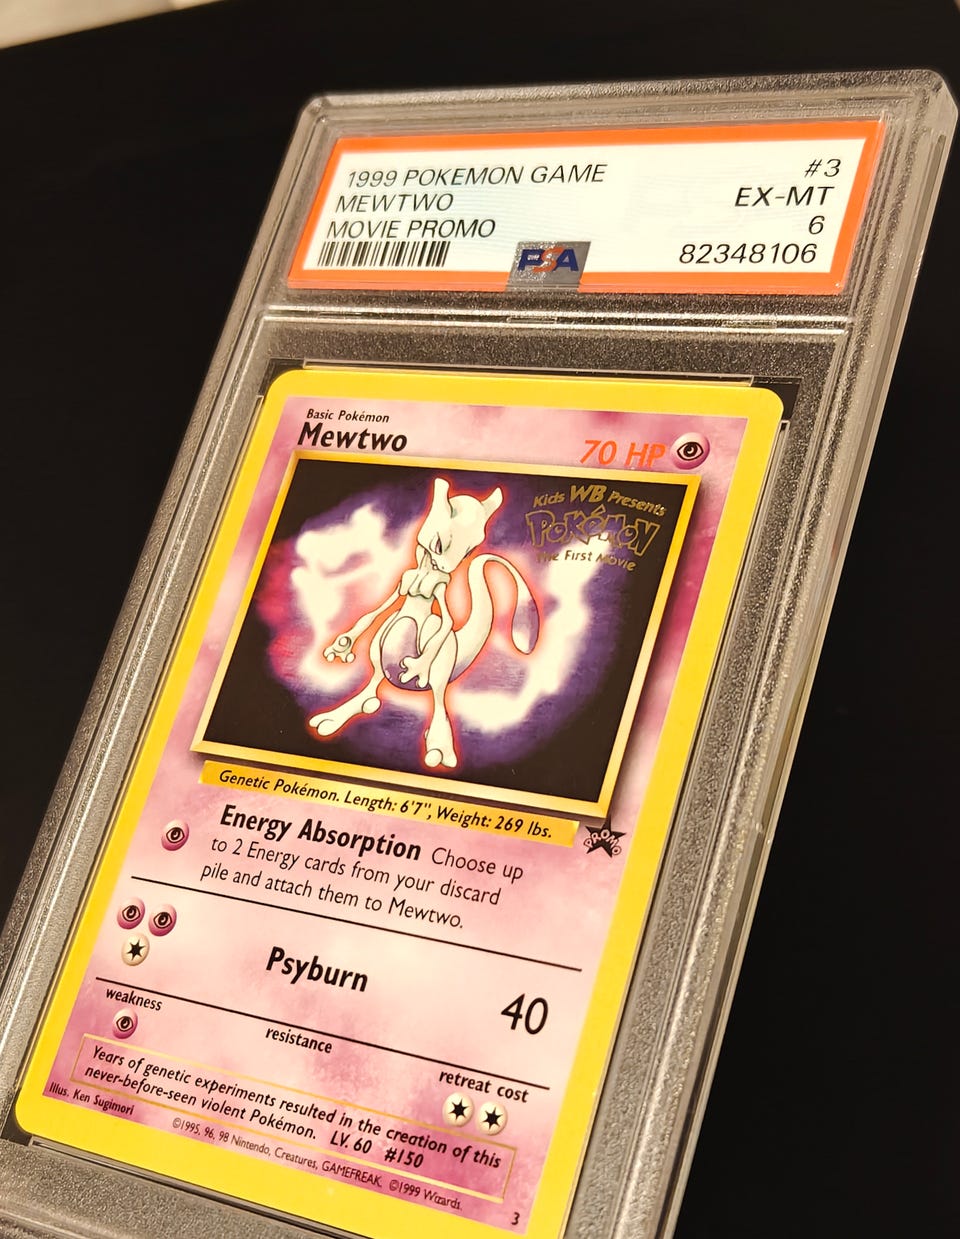 1999 POKEMON GAME #3
MEWTWO EX-MT
MOVIE PROMO 6
PSA 82348106
Basic Pokémon
Mewtwo 70 HP
Kids WB Presents
POKéMON
The First Movie
Genetic Pokémon. Length: 6'7", Weight: 269 lbs.
PROMO
Energy Absorption Choose up
to 2 Energy cards from your discard
pile and attach them to Mewtwo.
Psyburn 40
weakness
resistance
retreat cost
Years of genetic experiments resulted in the creation of this
never-before-seen violent Pokémon. LV. 60 #150
Illus. Ken Sugimori
©1995, 96, 98 Nintendo, Creatures, GAMEFREAK. ©1999 Wizards.
3